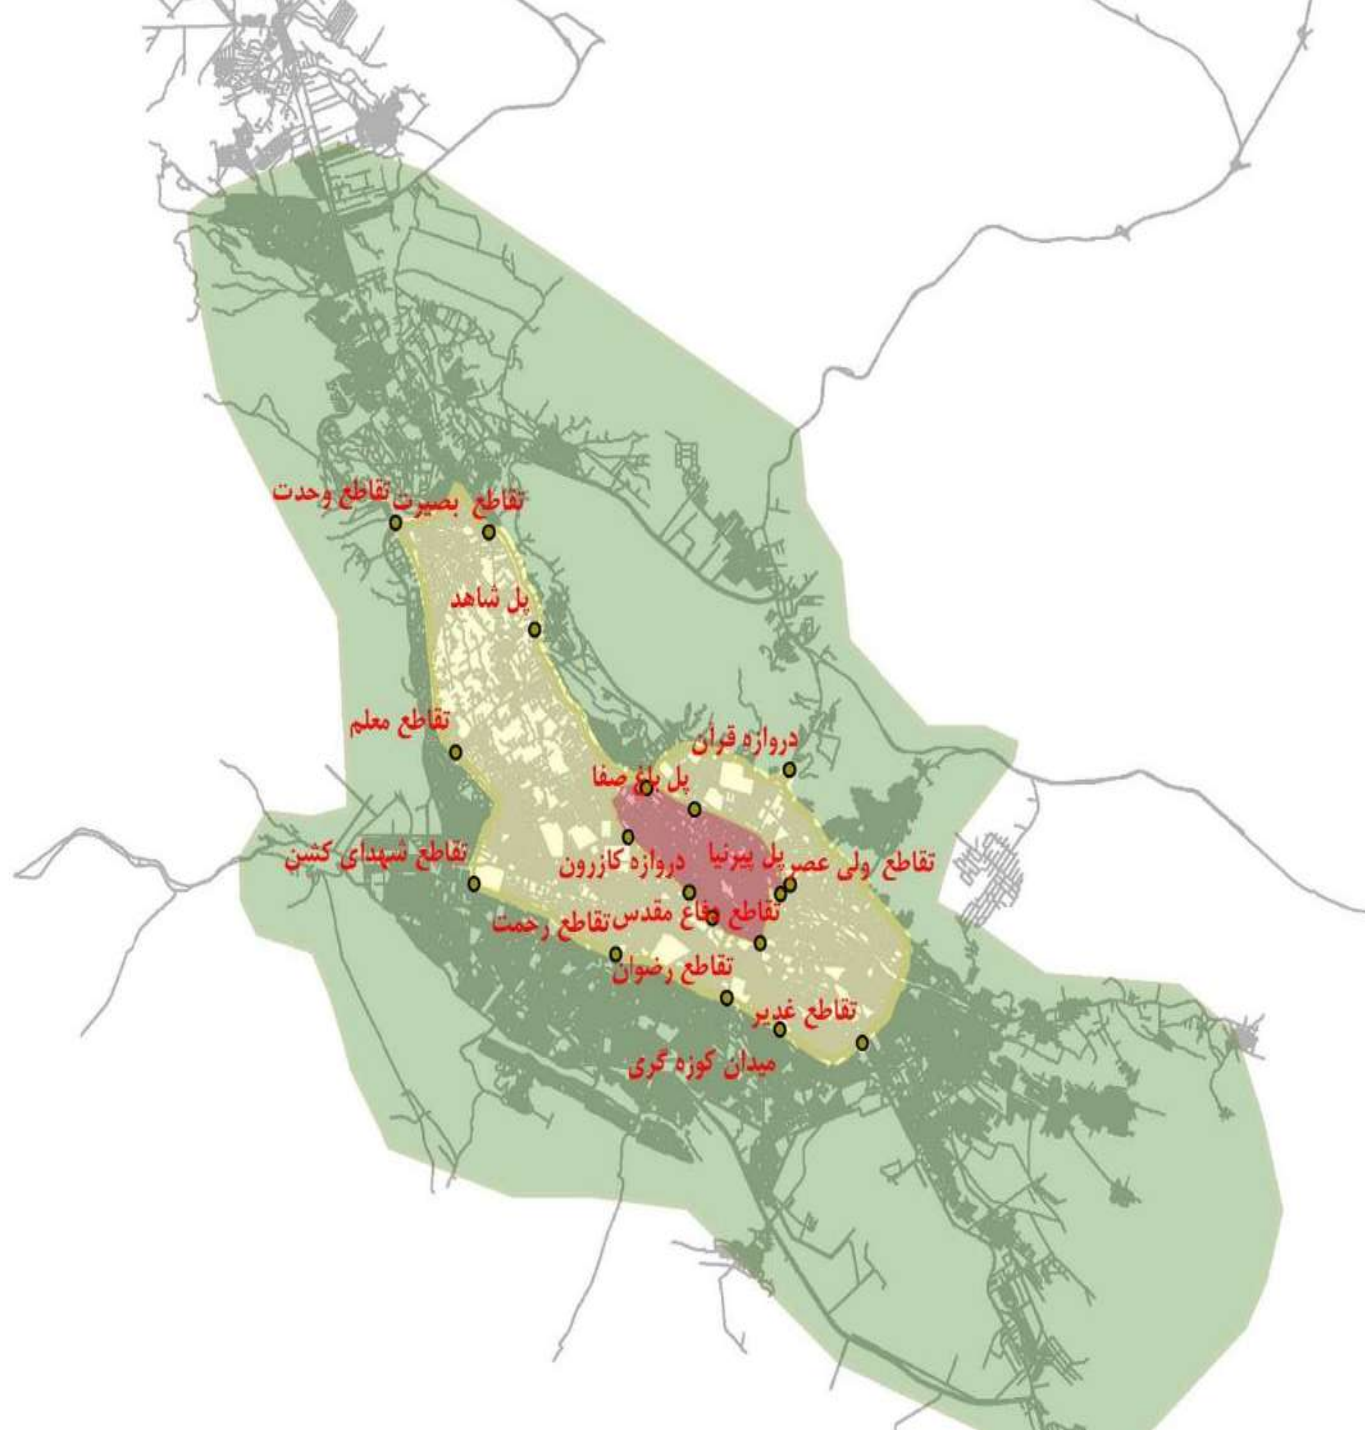 تقاطع وحدت
تقاطع بصیرت
پل شاهد
تقاطع معلم
دروازه قرآن
پل باغ صفا
تقاطع شهدای گشن
دروازه کازرون
پل پیرنیا
تقاطع ولی عصر
تقاطع دفاع مقدس
تقاطع رحمت
تقاطع رضوان
تقاطع غدیر
میدان کوزه گری